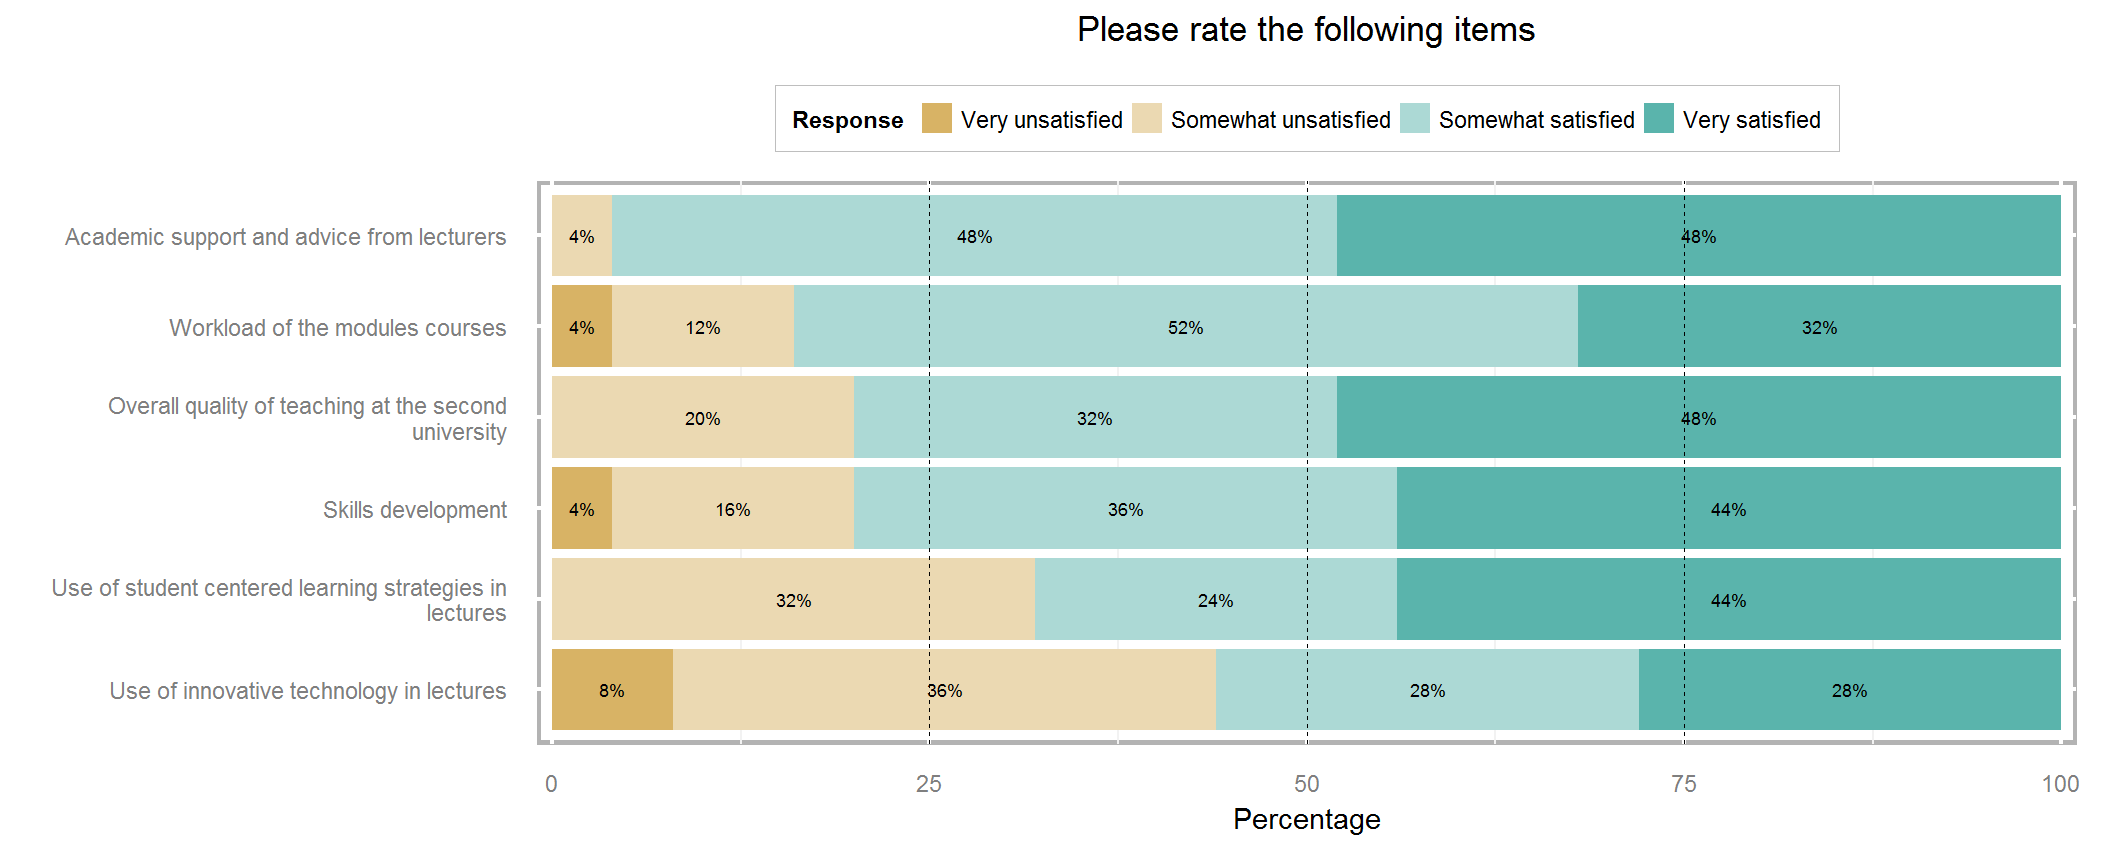 Please rate the following items
Response Very unsatisfied Somewhat unsatisfied Somewhat satisfied Very satisfied
Academic support and advice from lecturers 4% 48% 48%
Workload of the modules courses 4% 12% 52% 32%
Overall quality of teaching at the second
university 20% 32% 48%
Skills development 4% 16% 36% 44%
Use of student centered learning strategies in
lectures 32% 24% 44%
Use of innovative technology in lectures 8% 36% 28% 28%
0 25 50 75 100
Percentage